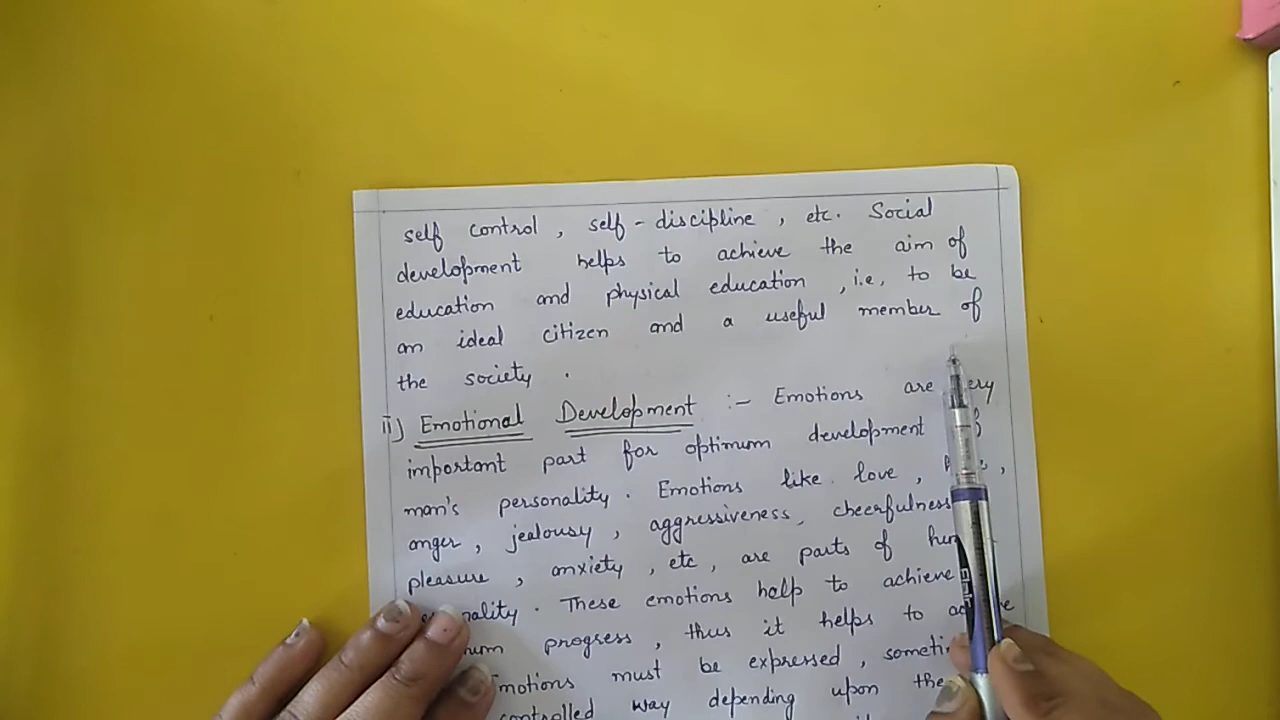 self control , self - discipline , etc. Social
development helps to achieve the aim of
education and physical education , i.e, to be
an ideal citizen and a useful member of
the society .
ii) Emotional Development :- Emotions are
important part for optimum development
man's personality . Emotions like love ,
anger , jealousy , aggressiveness, cheerfulness
pleasure , anxiety , etc , are parts of
These emotions help to achieve
progress , thus it helps to
must be expressed ,
controlled way depending upon the